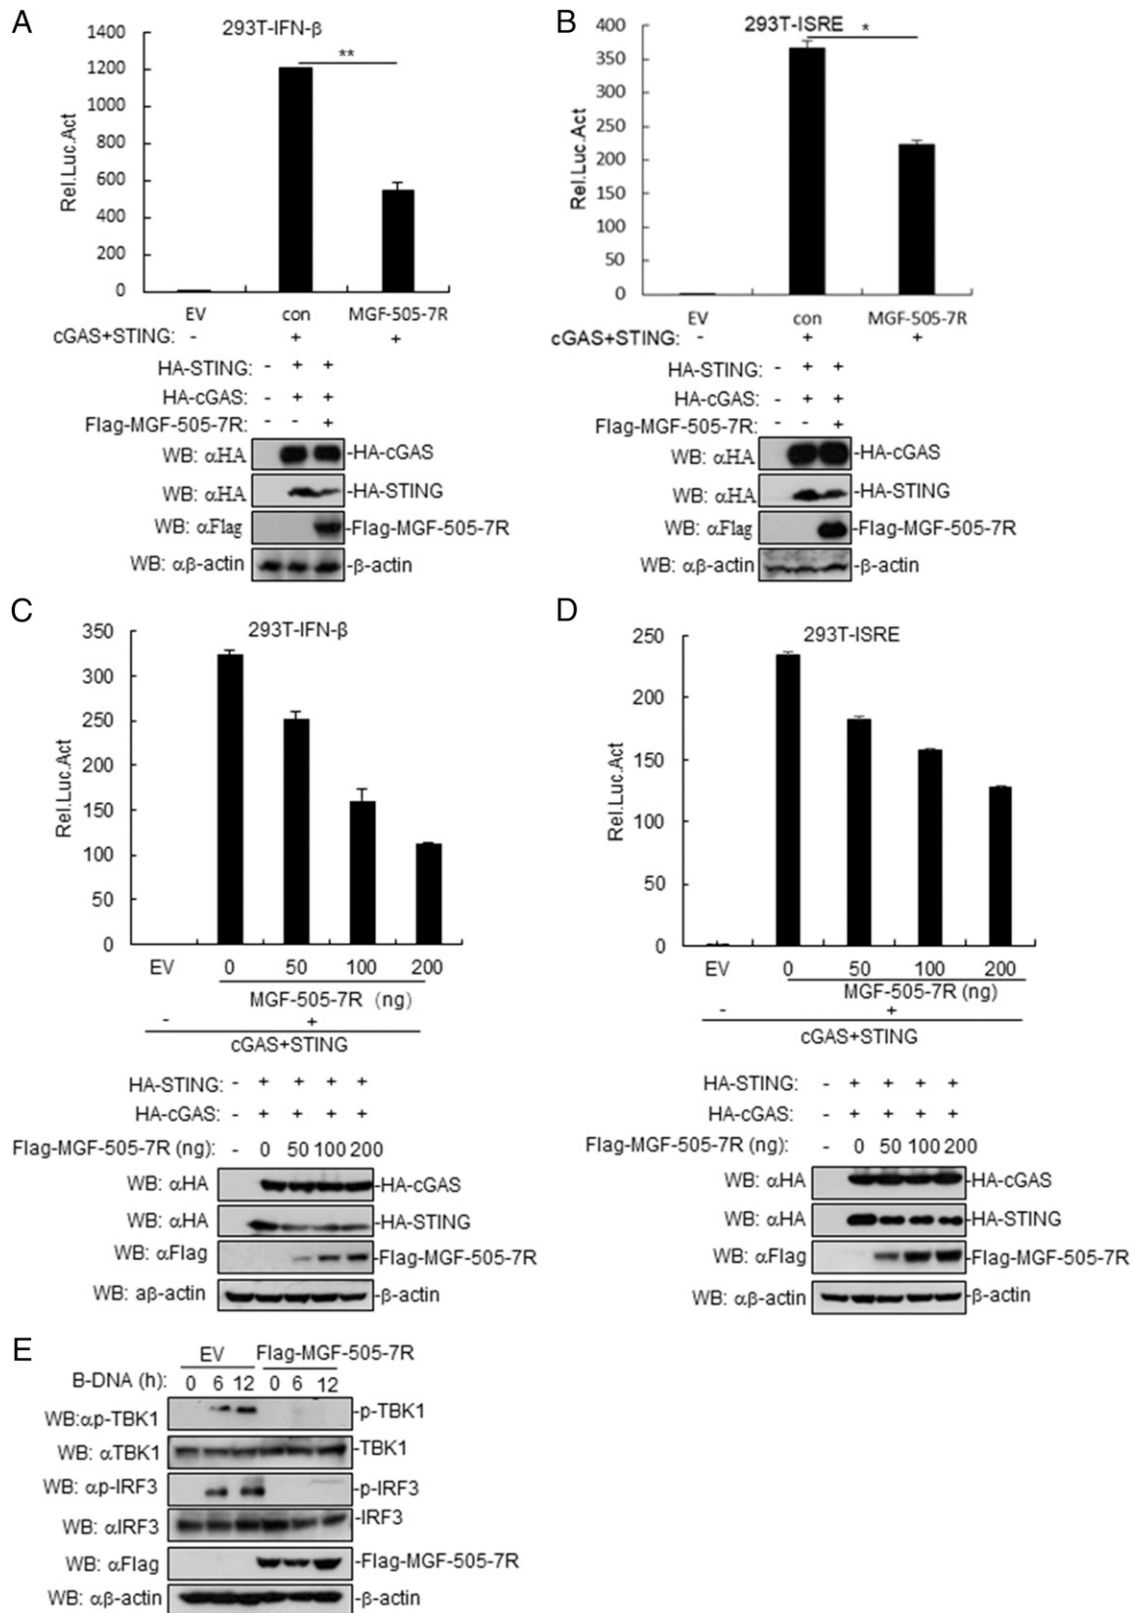 A
293T-IFN-β
1400
1200
1000
800
600
400
200
0
Rel.Luc.Act
**
EV con MGF-505-7R
cGAS+STING: - + +
HA-STING: - + +
HA-cGAS: - + +
Flag-MGF-505-7R: - - +
WB: αHA -HA-cGAS
WB: αHA -HA-STING
WB: αFlag -Flag-MGF-505-7R
WB: αβ-actin -β-actin
B
293T-ISRE
400
350
300
250
200
150
100
50
0
Rel.Luc.Act
*
EV con MGF-505-7R
cGAS+STING: - + +
HA-STING: - + +
HA-cGAS: - + +
Flag-MGF-505-7R: - - +
WB: αHA -HA-cGAS
WB: αHA -HA-STING
WB: αFlag -Flag-MGF-505-7R
WB: αβ-actin -β-actin
C
293T-IFN-β
350
300
250
200
150
100
50
0
Rel.Luc.Act
EV 0 50 100 200
MGF-505-7R (ng)
- +
cGAS+STING
HA-STING: - + + + +
HA-cGAS: - + + + +
Flag-MGF-505-7R (ng): - 0 50 100 200
WB: αHA -HA-cGAS
WB: αHA -HA-STING
WB: αFlag -Flag-MGF-505-7R
WB: aβ-actin -β-actin
D
293T-ISRE
250
200
150
100
50
0
Rel.Luc.Act
EV 0 50 100 200
MGF-505-7R (ng)
- +
cGAS+STING
HA-STING: - + + + +
HA-cGAS: - + + + +
Flag-MGF-505-7R (ng): - 0 50 100 200
WB: αHA -HA-cGAS
WB: αHA -HA-STING
WB: αFlag -Flag-MGF-505-7R
WB: αβ-actin -β-actin
E
EV Flag-MGF-505-7R
B-DNA (h): 0 6 12 0 6 12
WB:αp-TBK1 -p-TBK1
WB: αTBK1 -TBK1
WB: αp-IRF3 -p-IRF3
WB: αIRF3 -IRF3
WB: αFlag -Flag-MGF-505-7R
WB: αβ-actin -β-actin